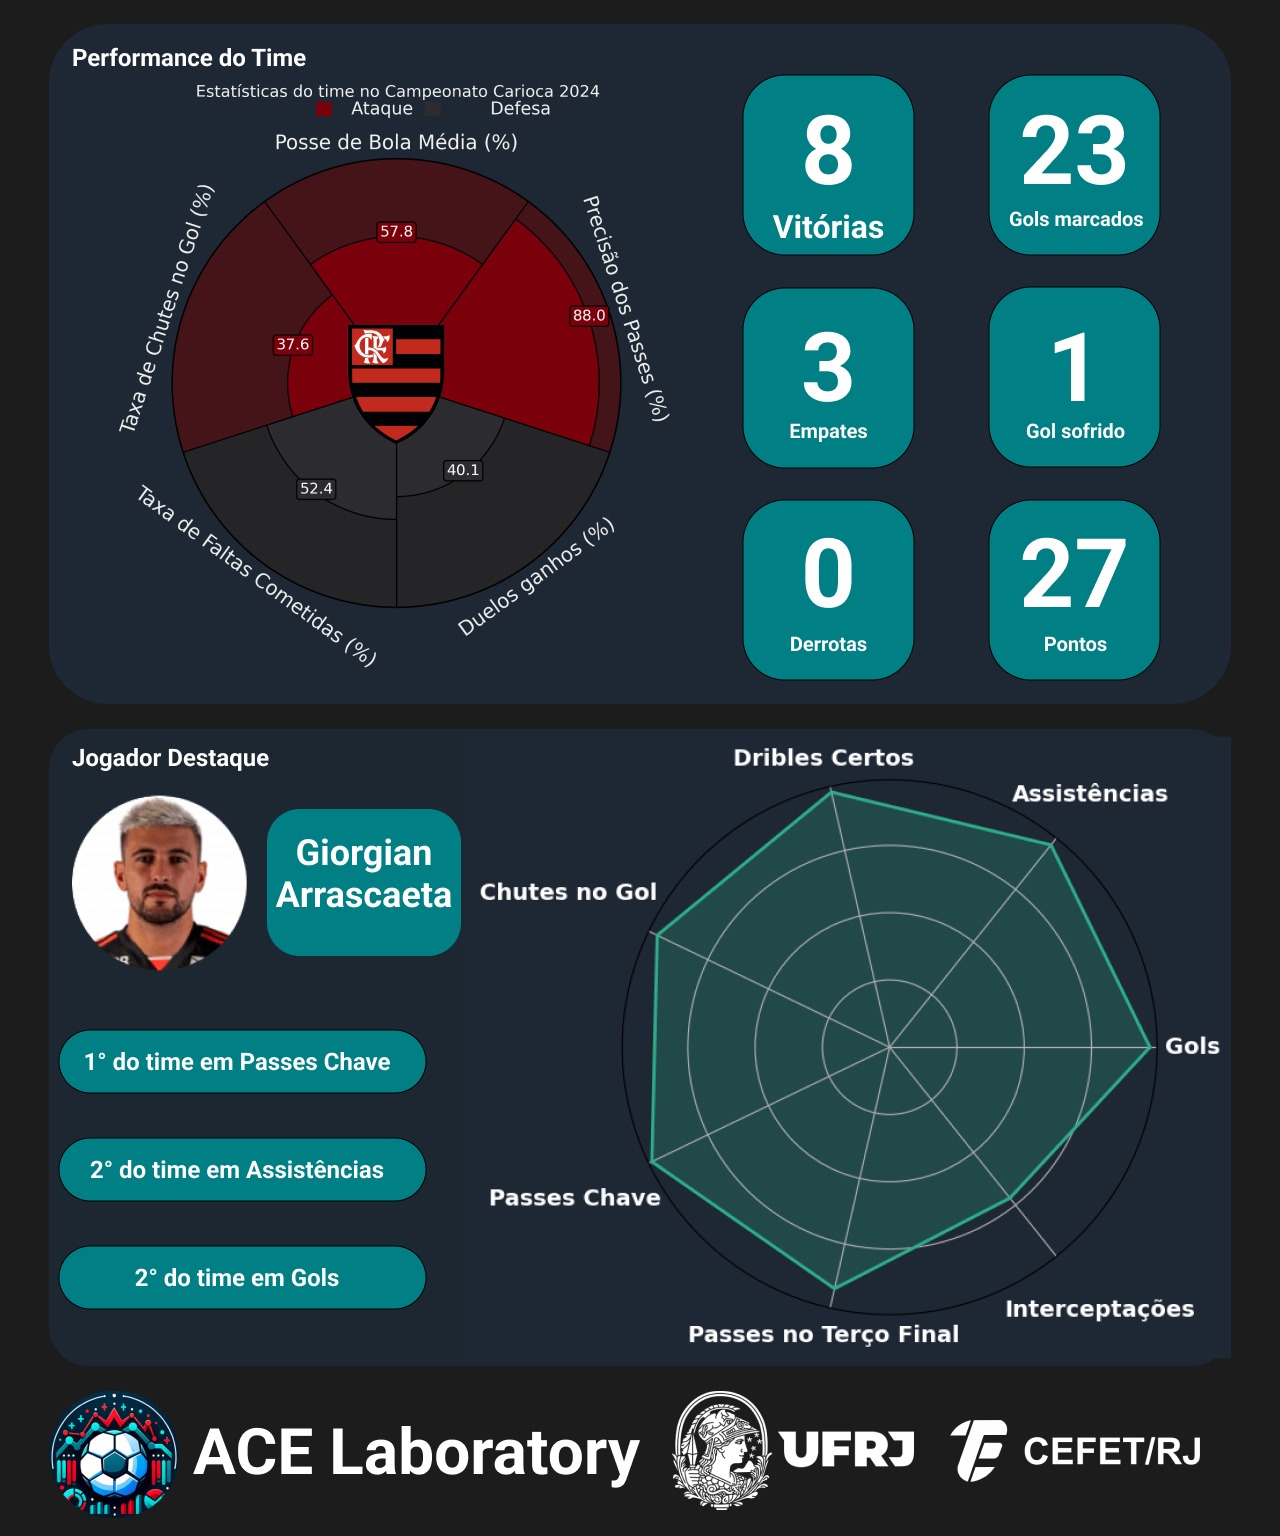 Performance do Time
Estatísticas do time no Campeonato Carioca 2024
Ataque Defesa
Posse de Bola Média (%)
Precisão dos Passes (%)
Taxa de Chutes no Gol (%)
57.8
88.0
37.6
52.4
40.1
Taxa de Faltas Cometidas (%)
Duelos ganhos (%)
8
Vitórias
23
Gols marcados
3
Empates
1
Gol sofrido
0
Derrotas
27
Pontos
Jogador Destaque
Giorgian
Arrascaeta
1° do time em Passes Chave
2° do time em Assistências
2° do time em Gols
Dribles Certos
Assistências
Chutes no Gol
Gols
Passes Chave
Interceptações
Passes no Terço Final
ACE Laboratory
UFRJ
CEFET/RJ